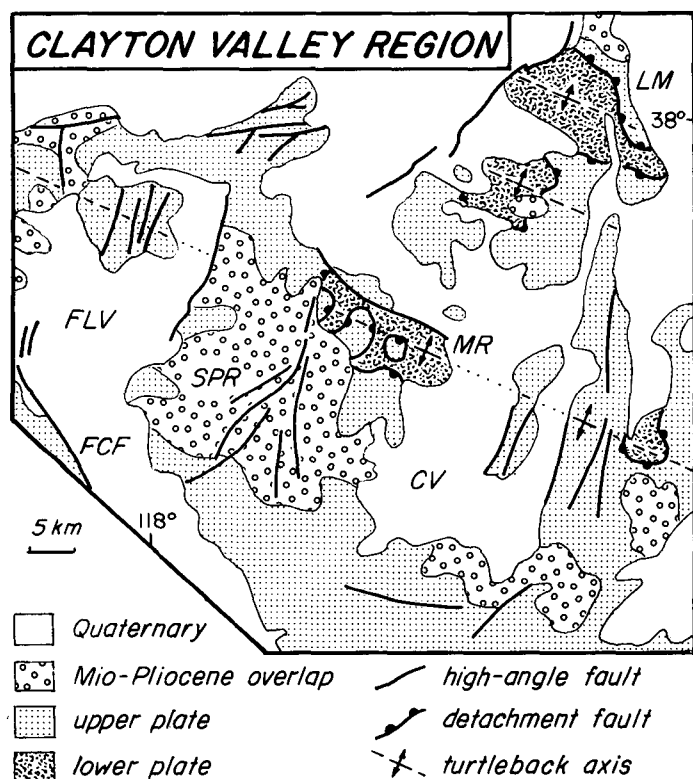 CLAYTON VALLEY REGION
LM
38°
FLV
MR
SPR
FCF
CV
5 km
118°
Quaternary
Mio-Pliocene overlap
high-angle fault
upper plate
detachment fault
lower plate
turtleback axis